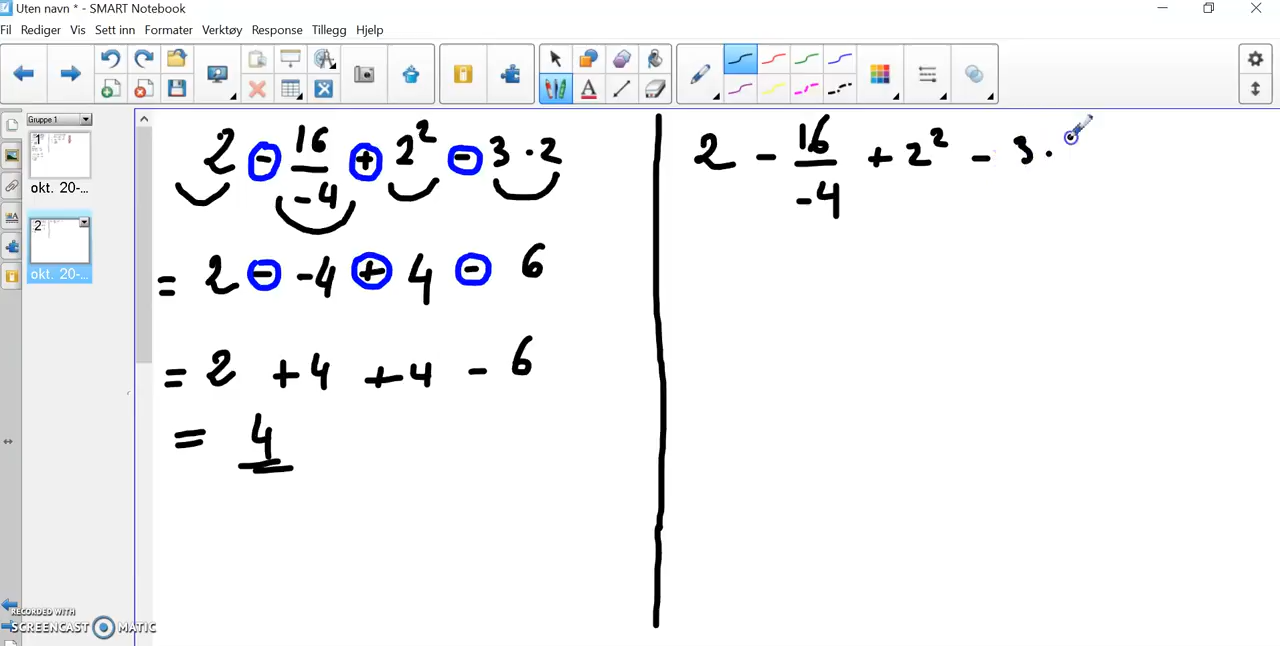 Uten navn * - SMART Notebook
Fil Rediger Vis Sett inn Formater Verktøy Response Tillegg Hjelp
Gruppe 1
1
okt. 20-...
2
okt. 20-...
2 - 16/-4 + 2² - 3 · 2
= 2 - -4 + 4 - 6
= 2 + 4 + 4 - 6
= 4
2 - 16/-4 + 2² - 3 ·
RECORDED WITH
SCREENCAST MATIC